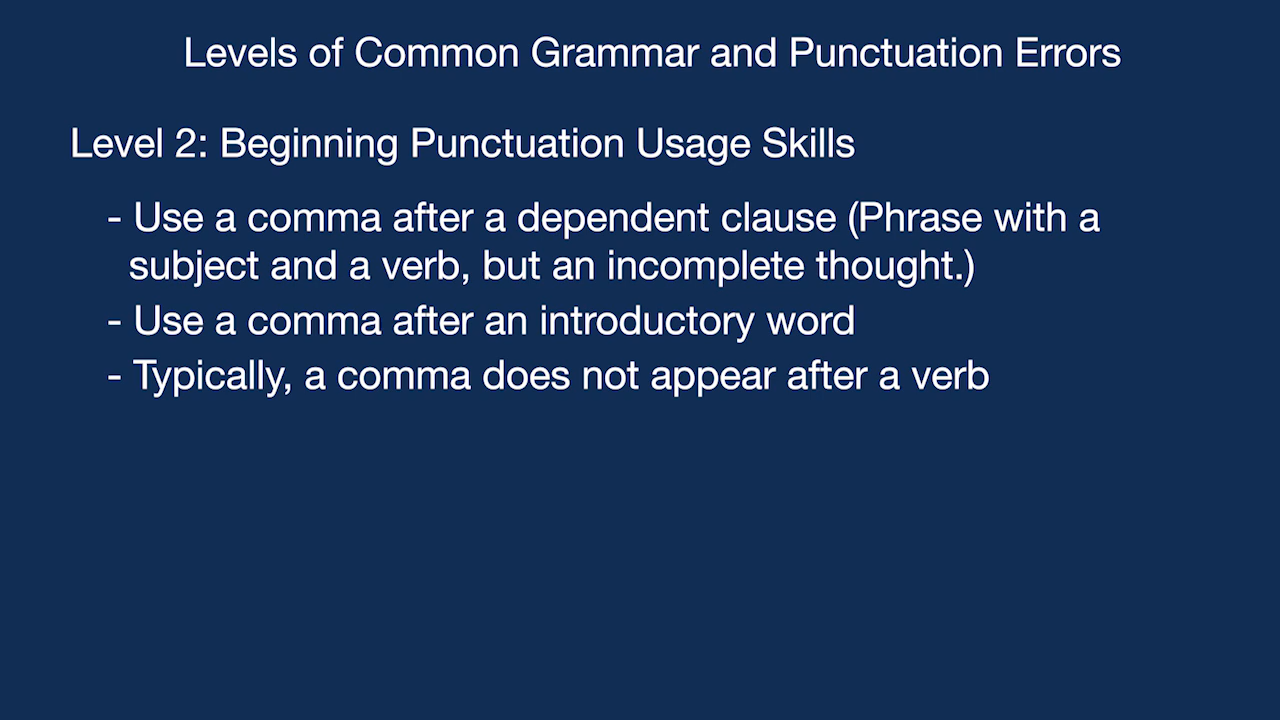 Levels of Common Grammar and Punctuation Errors
Level 2: Beginning Punctuation Usage Skills
- Use a comma after a dependent clause (Phrase with a
subject and a verb, but an incomplete thought.)
- Use a comma after an introductory word
- Typically, a comma does not appear after a verb